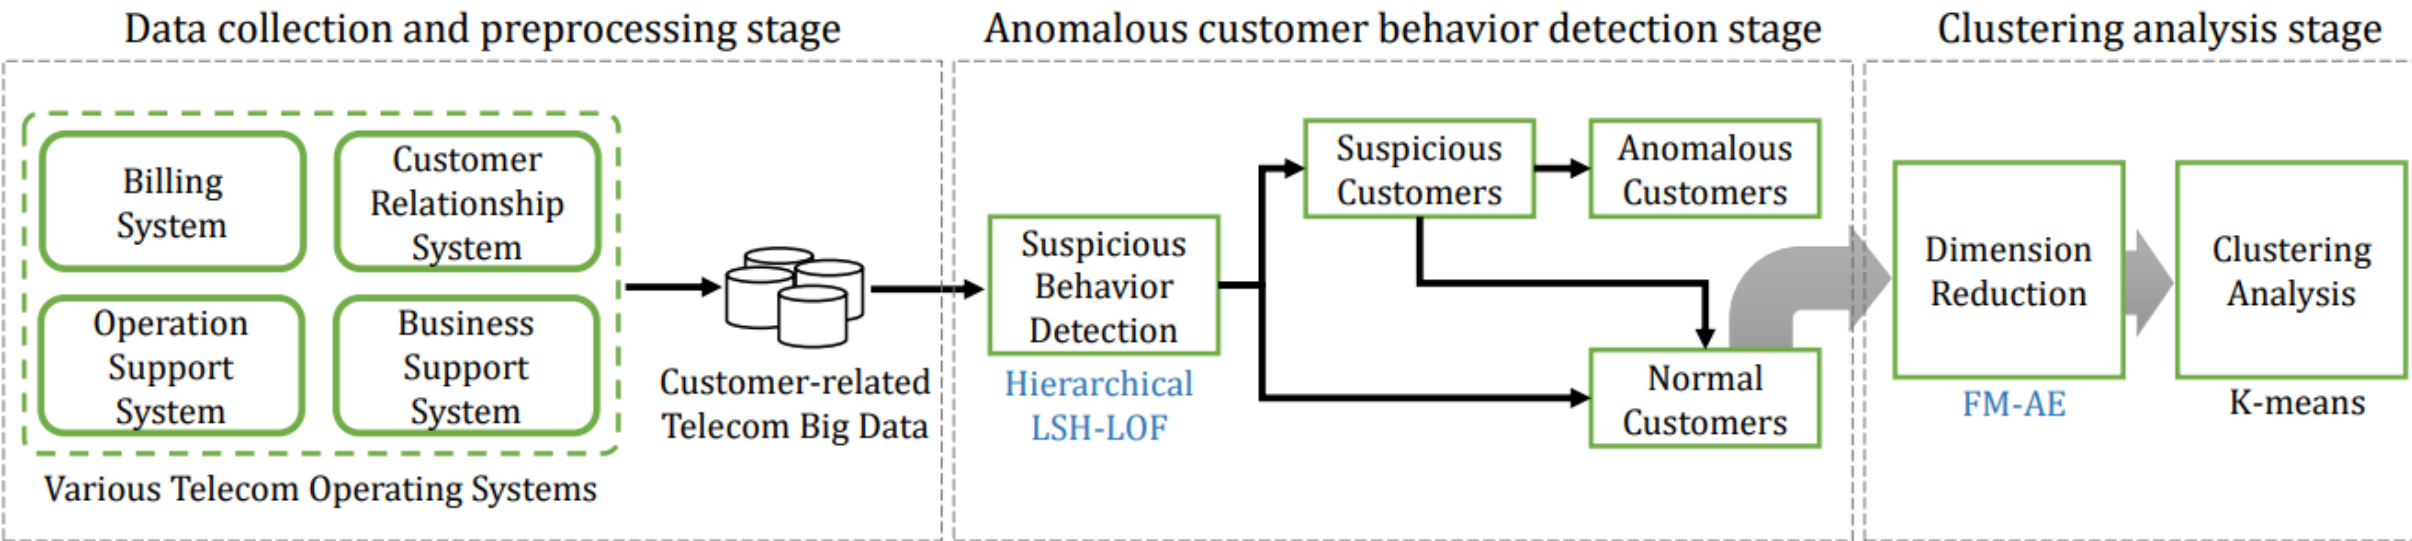 Data collection and preprocessing stage
Anomalous customer behavior detection stage
Clustering analysis stage
Billing
System
Customer
Relationship
System
Operation
Support
System
Business
Support
System
Various Telecom Operating Systems
Customer-related
Telecom Big Data
Suspicious
Behavior
Detection
Hierarchical
LSH-LOF
Suspicious
Customers
Anomalous
Customers
Normal
Customers
Dimension
Reduction
FM-AE
Clustering
Analysis
K-means